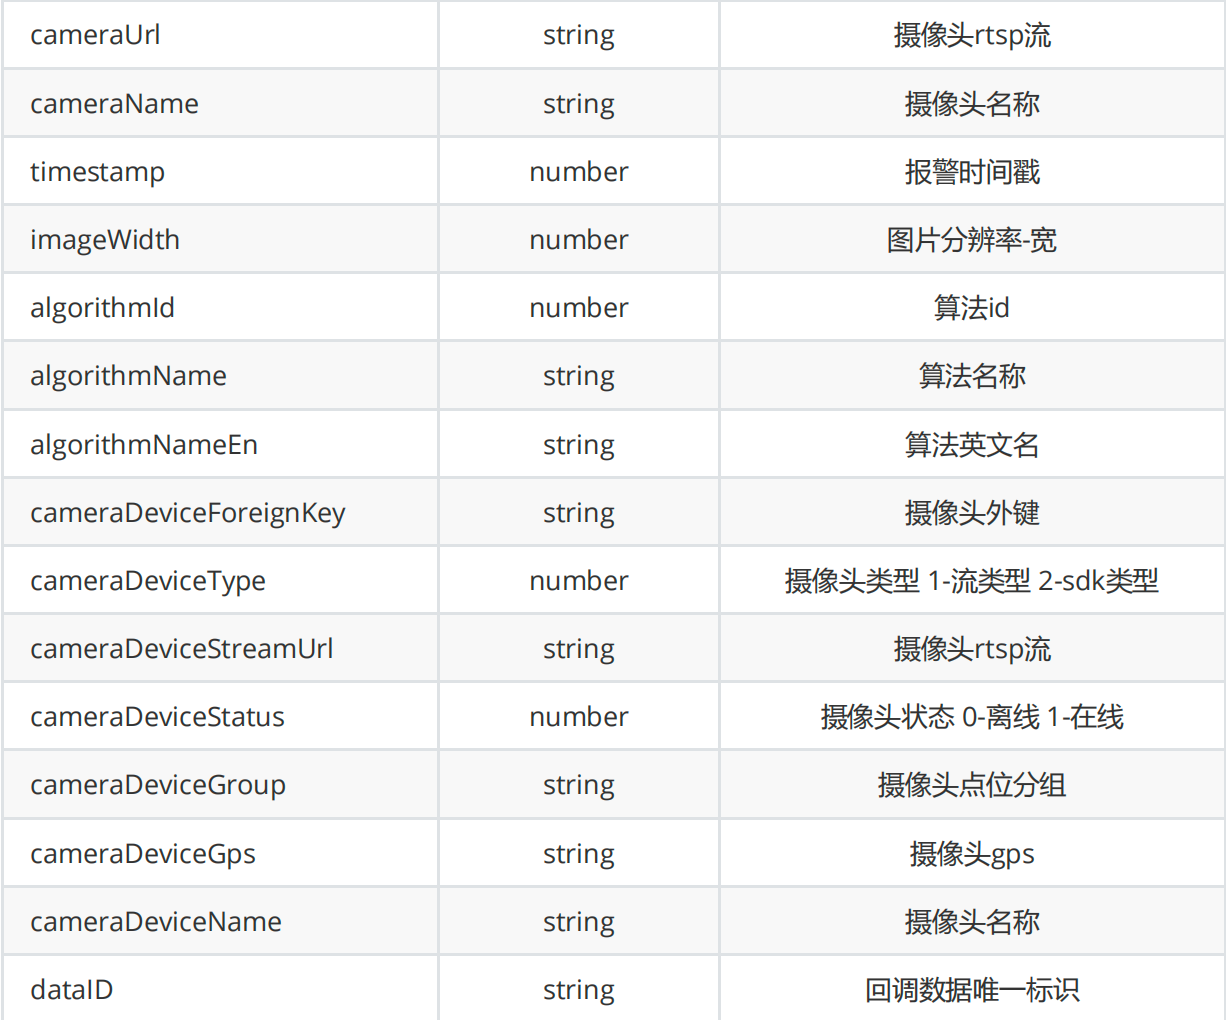 cameraUrl string 摄像头rtsp流
cameraName string 摄像头名称
timestamp number 报警时间戳
imageWidth number 图片分辨率-宽
algorithmId number 算法id
algorithmName string 算法名称
algorithmNameEn string 算法英文名
cameraDeviceForeignKey string 摄像头外键
cameraDeviceType number 摄像头类型 1-流类型 2-sdk类型
cameraDeviceStreamUrl string 摄像头rtsp流
cameraDeviceStatus number 摄像头状态 0-离线 1-在线
cameraDeviceGroup string 摄像头点位分组
cameraDeviceGps string 摄像头gps
cameraDeviceName string 摄像头名称
dataID string 回调数据唯一标识